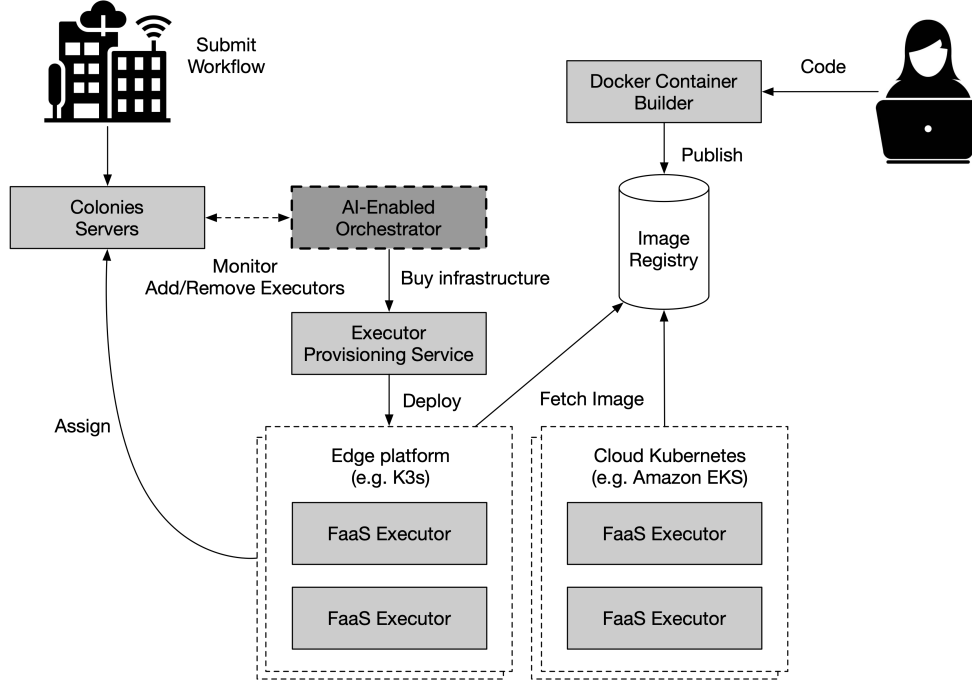 Submit
Workflow
Docker Container
Builder
Code
Publish
Colonies
Servers
AI-Enabled
Orchestrator
Image
Registry
Monitor
Add/Remove Executors
Buy infrastructure
Executor
Provisioning Service
Deploy
Fetch Image
Assign
Edge platform
(e.g. K3s)
FaaS Executor
FaaS Executor
Cloud Kubernetes
(e.g. Amazon EKS)
FaaS Executor
FaaS Executor